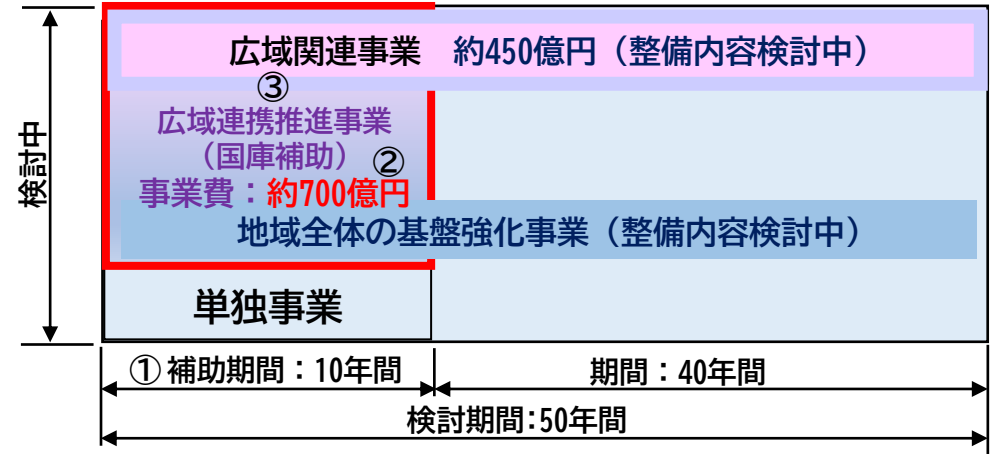 広域関連事業 約450億円（整備内容検討中）
③
広域連携推進事業
（国庫補助）②
事業費：約700億円
検討中
地域全体の基盤強化事業（整備内容検討中）
単独事業
①補助期間：10年間
期間：40年間
検討期間:50年間